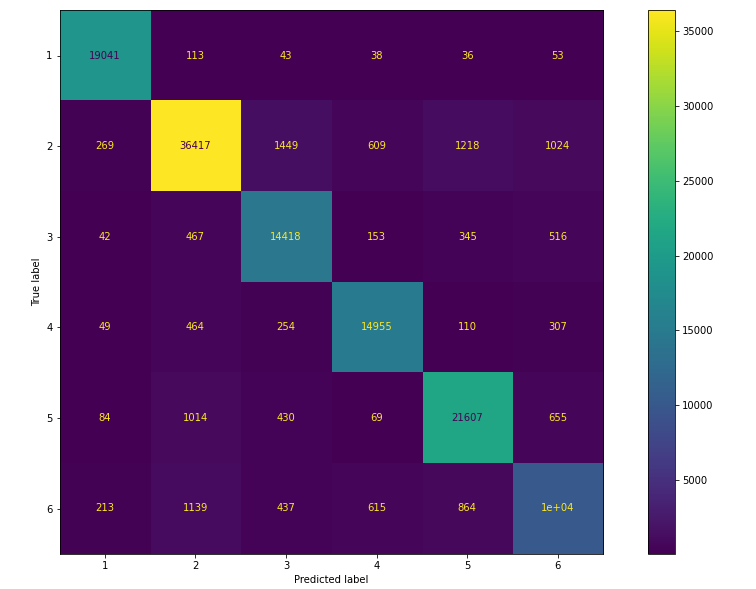 1 19041 113 43 38 36 53
2 269 36417 1449 609 1218 1024
3 42 467 14418 153 345 516
4 49 464 254 14955 110 307
5 84 1014 430 69 21607 655
6 213 1139 437 615 864 1e+04
1 2 3 4 5 6
Predicted label
True label
35000
30000
25000
20000
15000
10000
5000